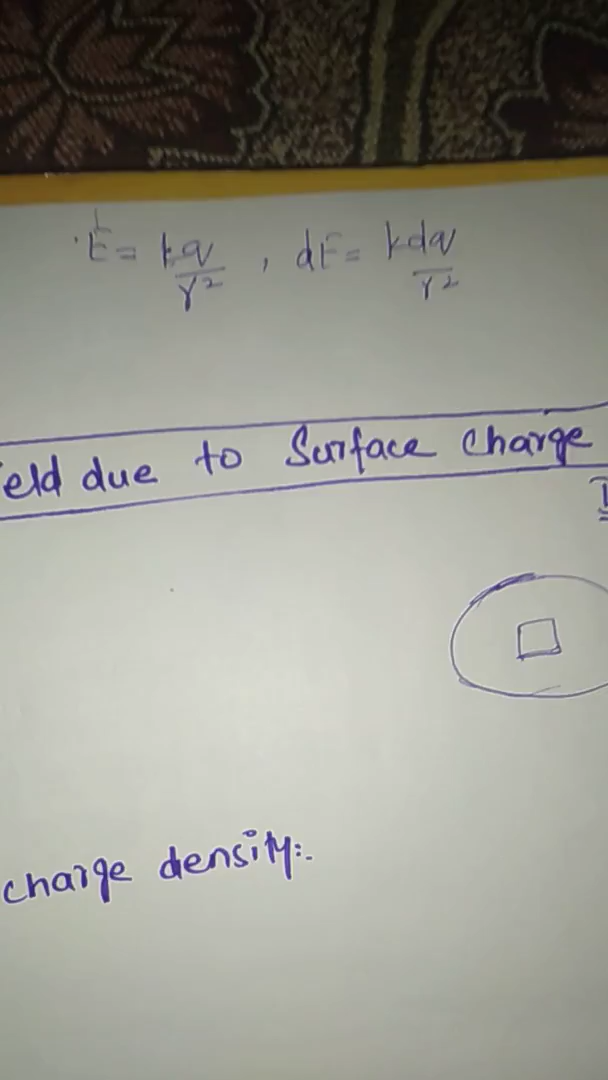 E = kq/r² , dE = kdq/r²
eld due to Surface Charge
charge density:-